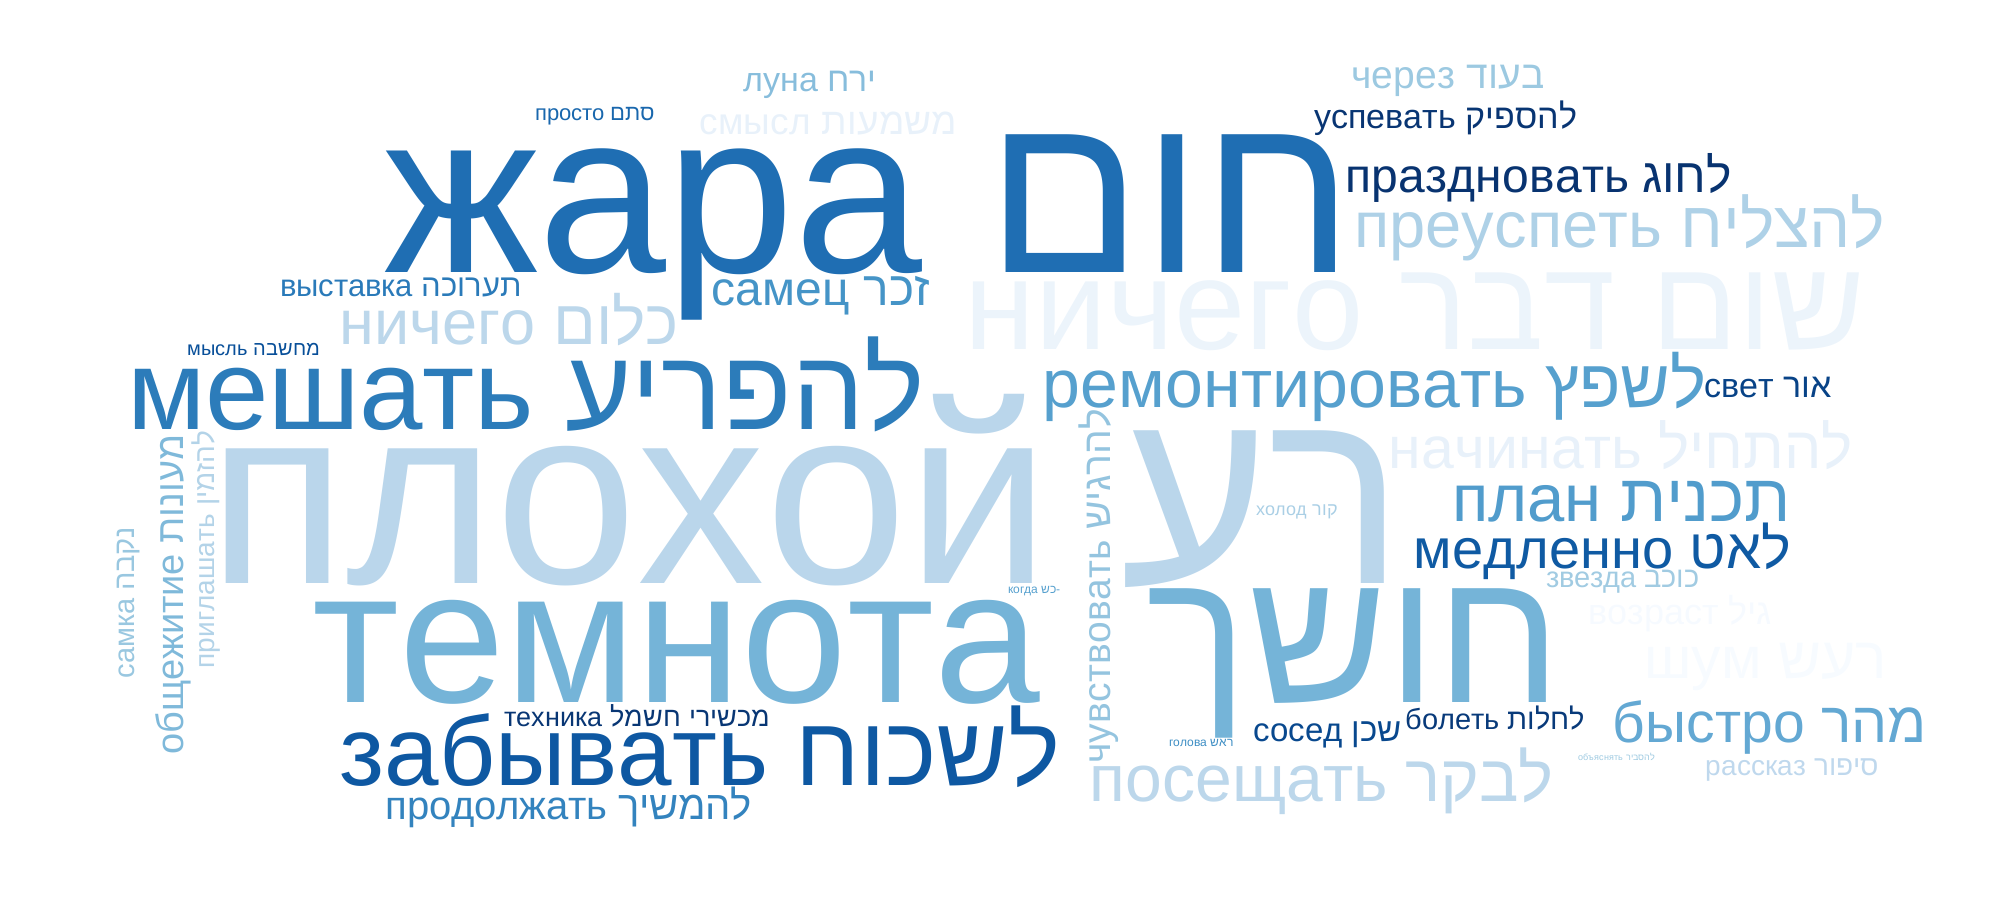 луна ירח
через בעוד
просто סתם
смысл משמעות
успевать להספיק
жара חום
праздновать לחוג
преуспеть להצליח
выставка תערוכה
самец זכר
ничего כלום
ничего שום דבר
мысль מחשבה
мешать להפריע
ремонтировать לשפץ
свет אור
плохой רע
начинать להתחיל
холод קור
план תכנית
медленно לאט
звезда כוכב
когда כש-
возраст גיל
темнота חושך
шум רעש
самка נקבה
общежитие מעונות
приглашать להזמין
чувствовать להרגיש
техника מכשירי חשמל
забывать לשכוח
сосед שכן
болеть לחלות
быстро מהר
голова ראש
объяснять להסביר
рассказ סיפור
посещать לבקר
продолжать להמשיך